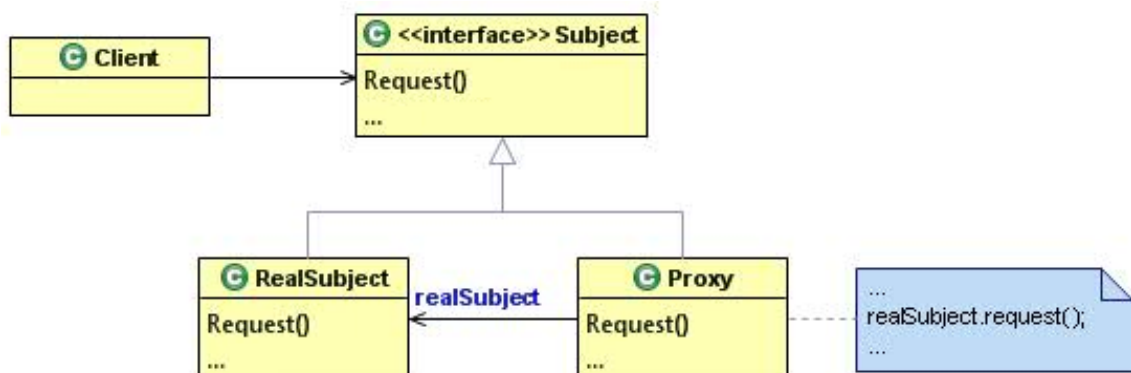 C Client
C <<interface>> Subject
Request()
...
C RealSubject
Request()
...
realSubject
C Proxy
Request()
...
...
realSubject.request();
...